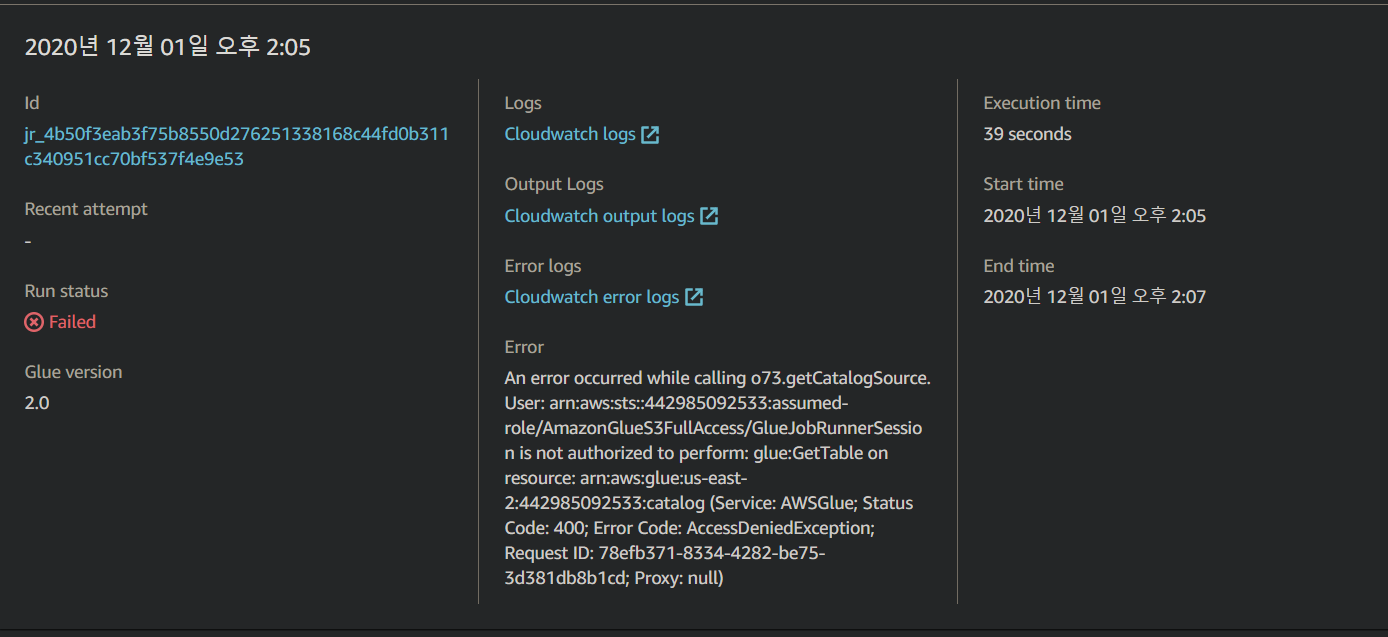 2020년 12월 01일 오후 2:05
Id
jr_4b50f3eab3f75b8550d276251338168c44fd0b311
c340951cc70bf537f4e9e53
Recent attempt
-
Run status
Failed
Glue version
2.0
Logs
Cloudwatch logs
Output Logs
Cloudwatch output logs
Error logs
Cloudwatch error logs
Error
An error occurred while calling o73.getCatalogSource.
User: arn:aws:sts::442985092533:assumed-
role/AmazonGlueS3FullAccess/GlueJobRunnerSessio
n is not authorized to perform: glue:GetTable on
resource: arn:aws:glue:us-east-
2:442985092533:catalog (Service: AWSGlue; Status
Code: 400; Error Code: AccessDeniedException;
Request ID: 78efb371-8334-4282-be75-
3d381db8b1cd; Proxy: null)
Execution time
39 seconds
Start time
2020년 12월 01일 오후 2:05
End time
2020년 12월 01일 오후 2:07